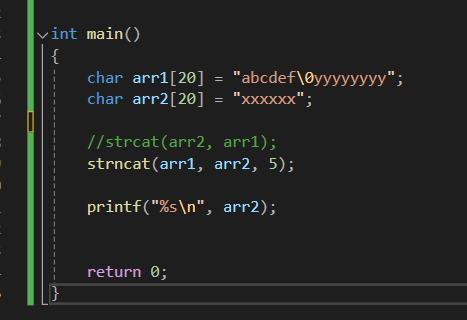 int main()
{
char arr1[20] = "abcdef\0yyyyyyyy";
char arr2[20] = "xxxxxx";
//strcat(arr2, arr1);
strncat(arr1, arr2, 5);
printf("%s\n", arr2);
return 0;
}